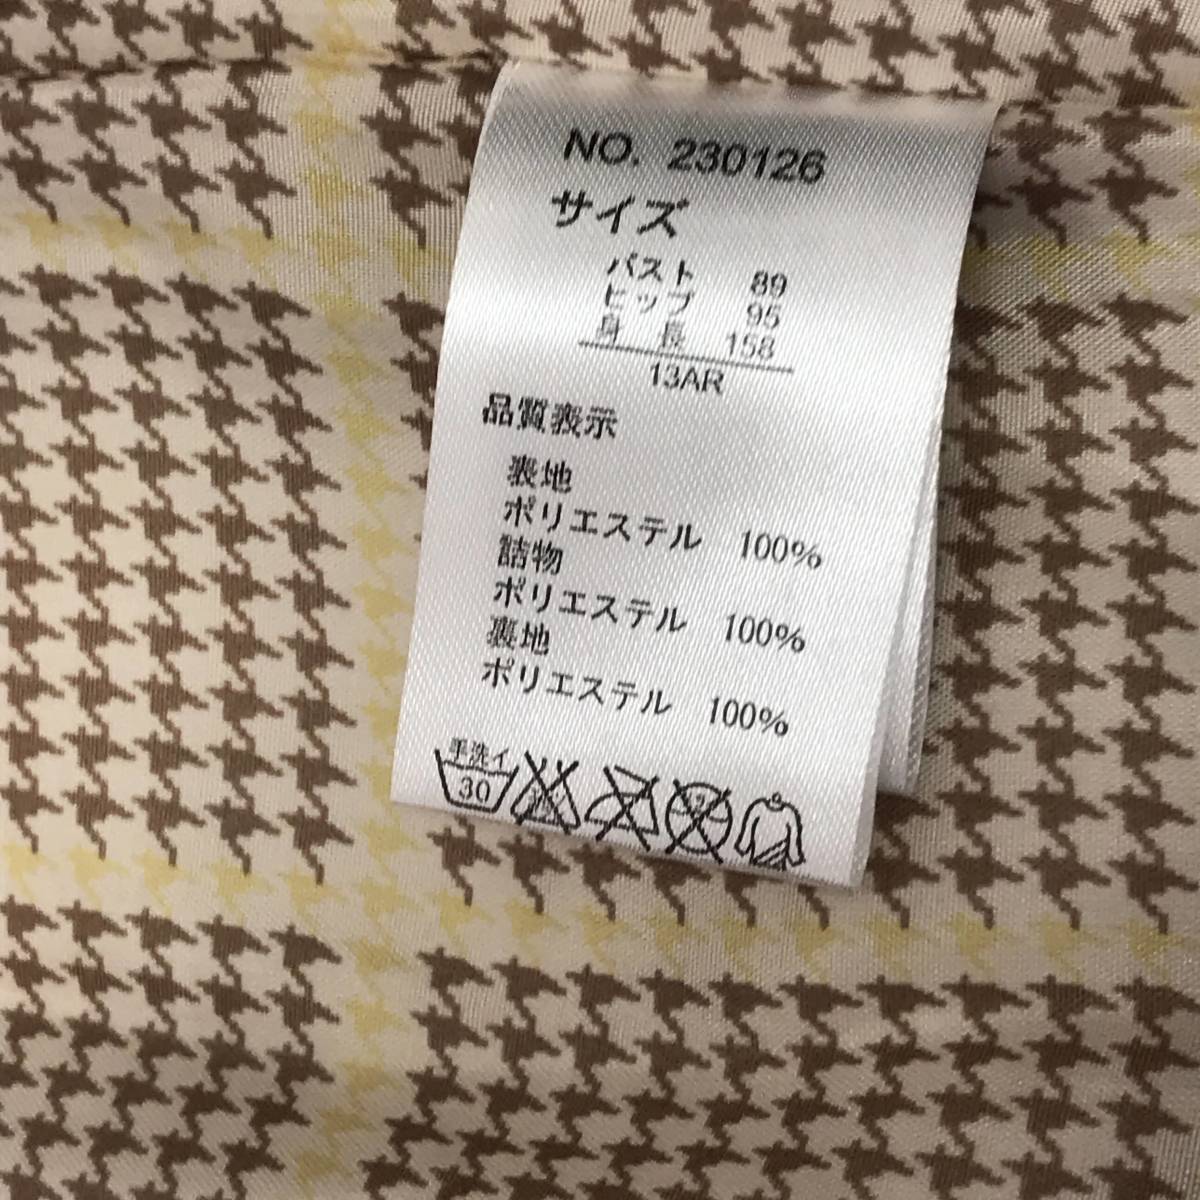 NO. 230126
サイズ
バスト 89
ヒップ 95
身 長 158
13AR
品質表示
表地
ポリエステル 100%
詰物
ポリエステル 100%
裏地
ポリエステル 100%
手洗イ
30